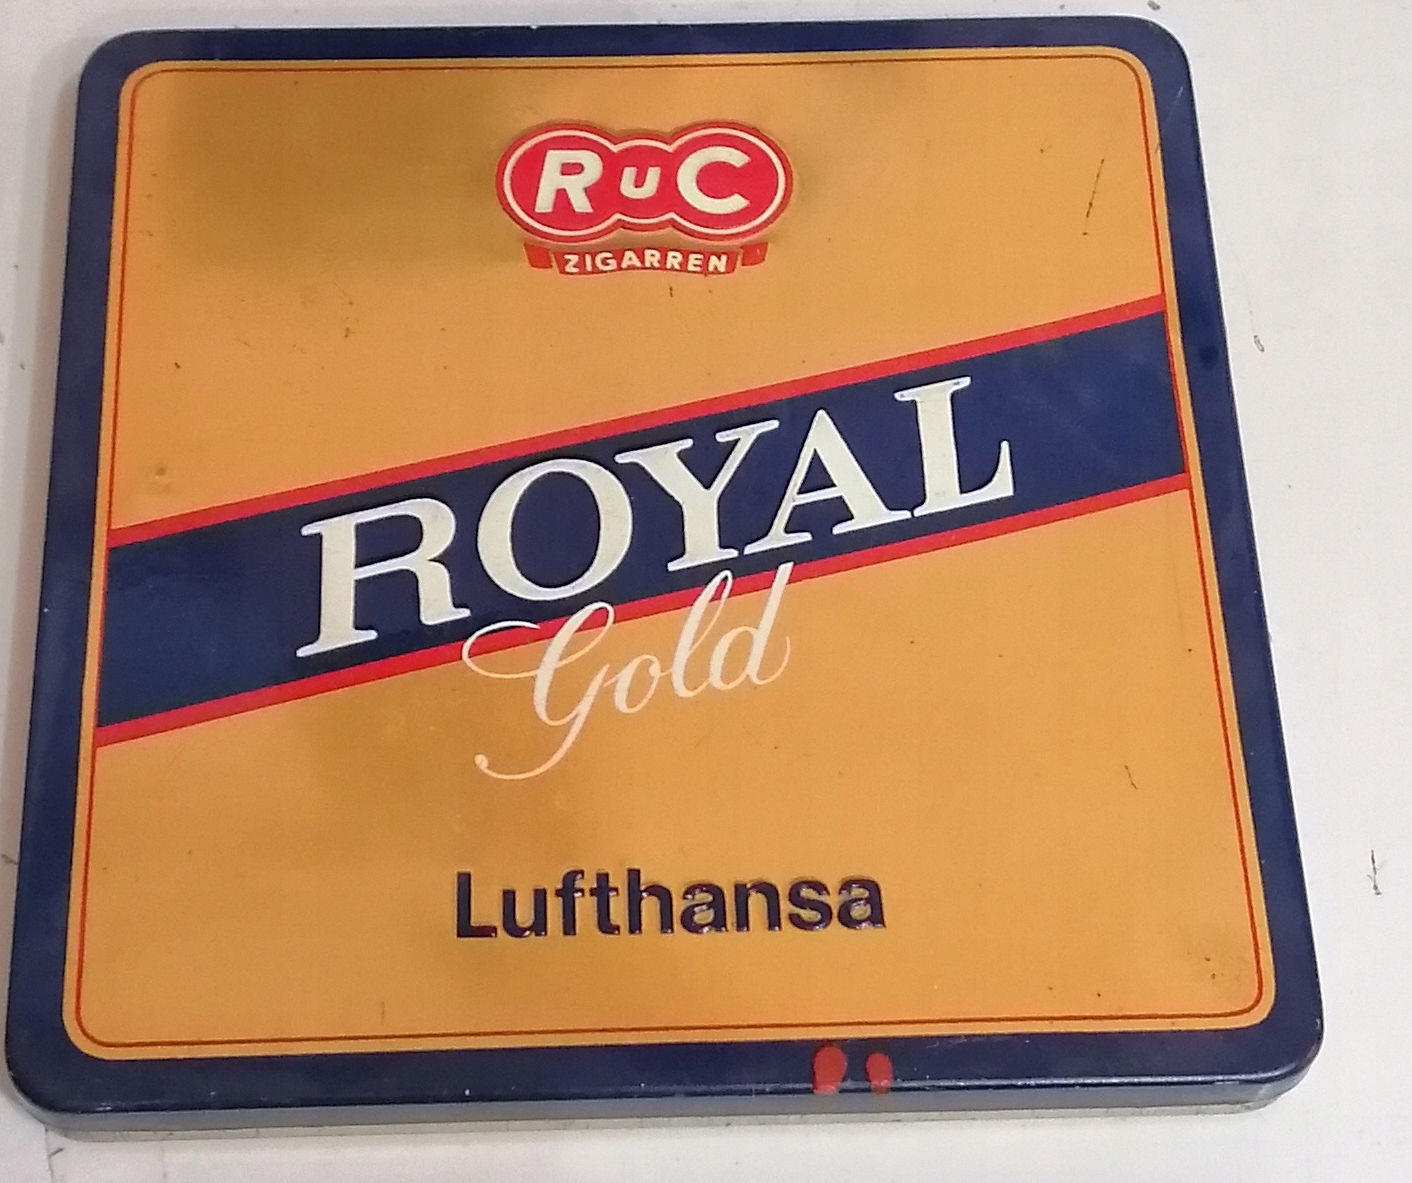 RuC
ZIGARREN
ROYAL
Gold
Lufthansa